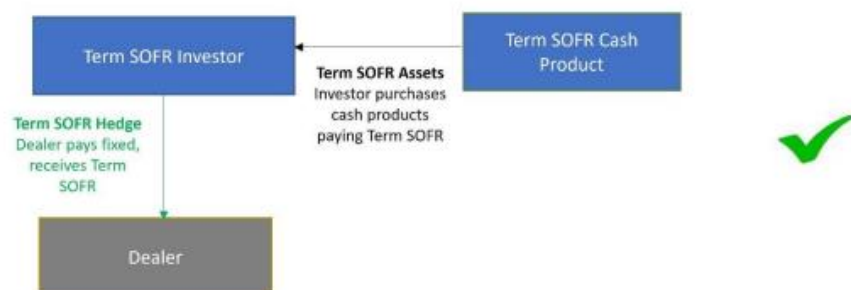 Term SOFR Investor
Term SOFR Cash
Product
Term SOFR Assets
Investor purchases
cash products
paying Term SOFR
Term SOFR Hedge
Dealer pays fixed,
receives Term
SOFR
Dealer